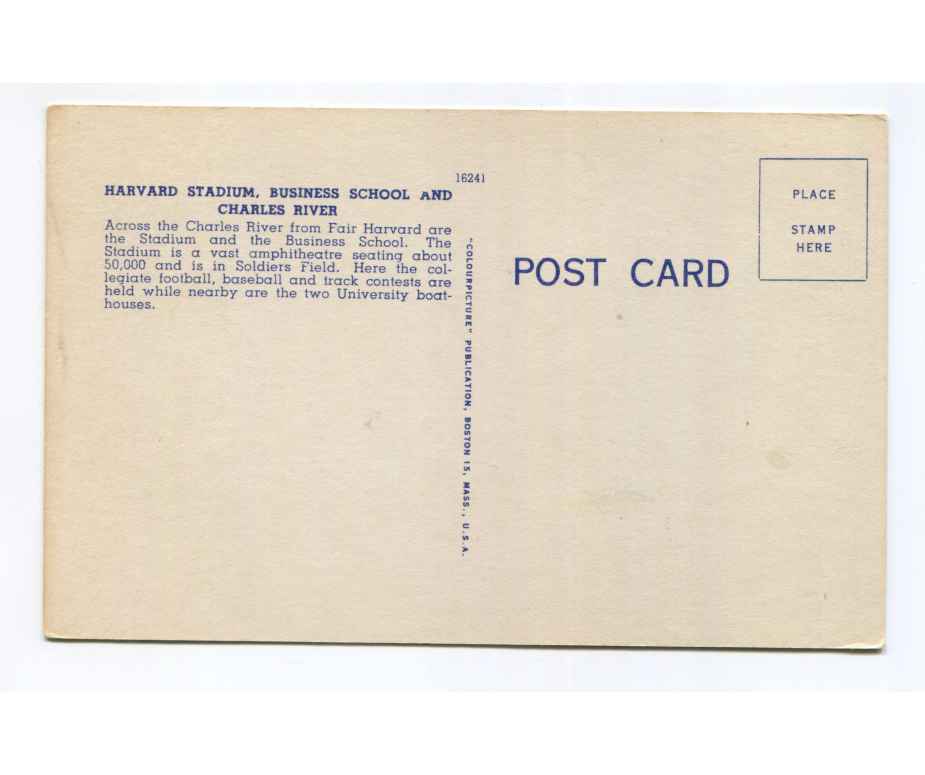 16241
HARVARD STADIUM, BUSINESS SCHOOL AND
CHARLES RIVER
Across the Charles River from Fair Harvard are
the Stadium and the Business School. The
Stadium is a vast amphitheatre seating about
50,000 and is in Soldiers Field. Here the col-
legiate football, baseball and track contests are
held while nearby are the two University boat-
houses.
"COLOURPICTURE" PUBLICATION, BOSTON 15, MASS., U.S.A.
POST CARD
PLACE
STAMP
HERE